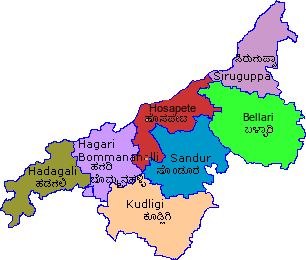 ಸಿರುಗುಪ್ಪಾ
Siruguppa
Hosapete
ಹೊಸಪೇಟೆ
Bellari
ಬಳ್ಳಾರಿ
Hagari
Bommanahalli
ಹಗರಿ
ಬೊಮ್ಮನಹಳ್ಳಿ
Sandur
ಸೊಂಡೂರ
Hadagali
ಹಡಗಲಿ
Kudligi
ಕೂಡ್ಲಿಗಿ